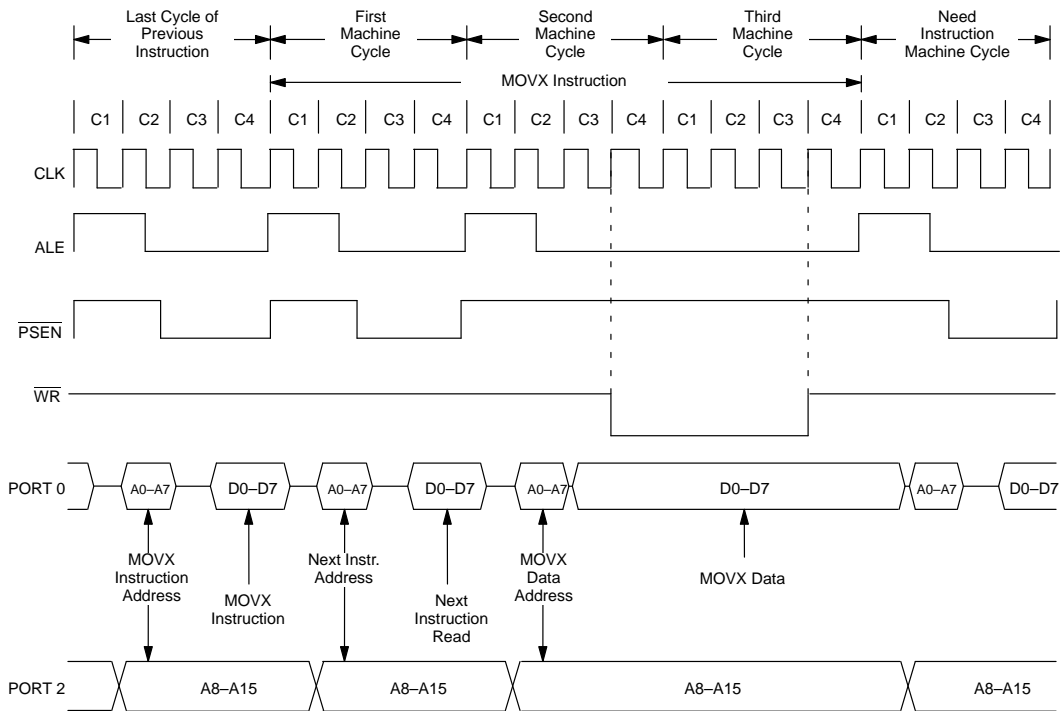 Last Cycle of
Previous
Instruction
First
Machine
Cycle
Second
Machine
Cycle
Third
Machine
Cycle
Need
Instruction
Machine Cycle
MOVX Instruction
C1 C2 C3 C4 C1 C2 C3 C4 C1 C2 C3 C4 C1 C2 C3 C4 C1 C2 C3 C4
CLK
ALE
PSEN
WR
PORT 0 A0–A7 D0–D7 A0–A7 D0–D7 A0–A7 D0–D7 A0–A7 D0–D7
MOVX
Instruction
Address
MOVX
Instruction
Next Instr.
Address
Next
Instruction
Read
MOVX
Data
Address
MOVX Data
PORT 2 A8–A15 A8–A15 A8–A15 A8–A15